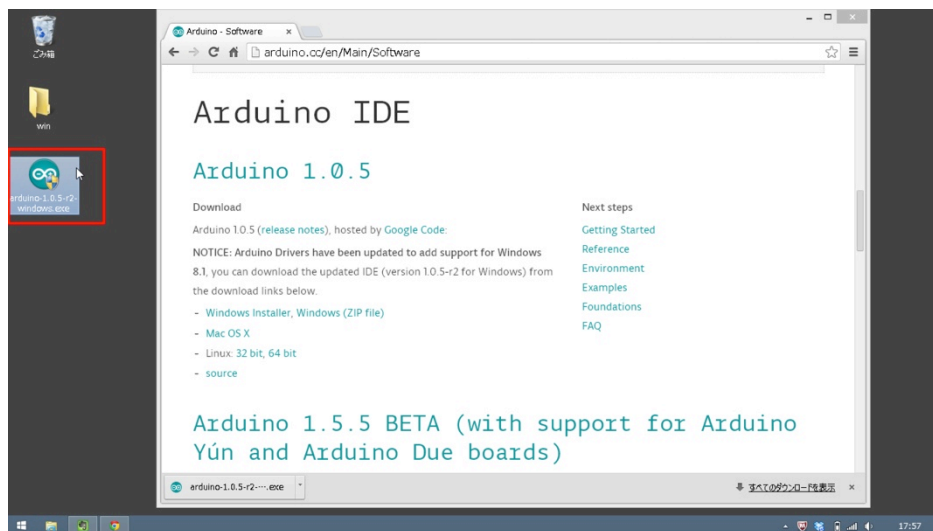 ごみ箱
win
arduino-1.0.5-r2-
windows.exe
Arduino - Software
arduino.cc/en/Main/Software
Arduino IDE
Arduino 1.0.5
Download
Arduino 1.0.5 (release notes), hosted by Google Code:
NOTICE: Arduino Drivers have been updated to add support for Windows
8.1, you can download the updated IDE (version 1.0.5-r2 for Windows) from
the download links below.
- Windows Installer, Windows (ZIP file)
- Mac OS X
- Linux: 32 bit, 64 bit
- source
Next steps
Getting Started
Reference
Environment
Examples
Foundations
FAQ
Arduino 1.5.5 BETA (with support for Arduino
Yún and Arduino Due boards)
arduino-1.0.5-r2-....exe
すべてのダウンロードを表示
17:57